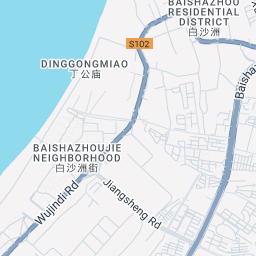 BAISHAZHOU
RESIDENTIAL
DISTRICT
白沙洲
S102
DINGGONGMIAO
丁公庙
BAISHAZHOUJIE
NEIGHBORHOOD
白沙洲街
Wujindi Rd
Jiangsheng Rd
Baisha